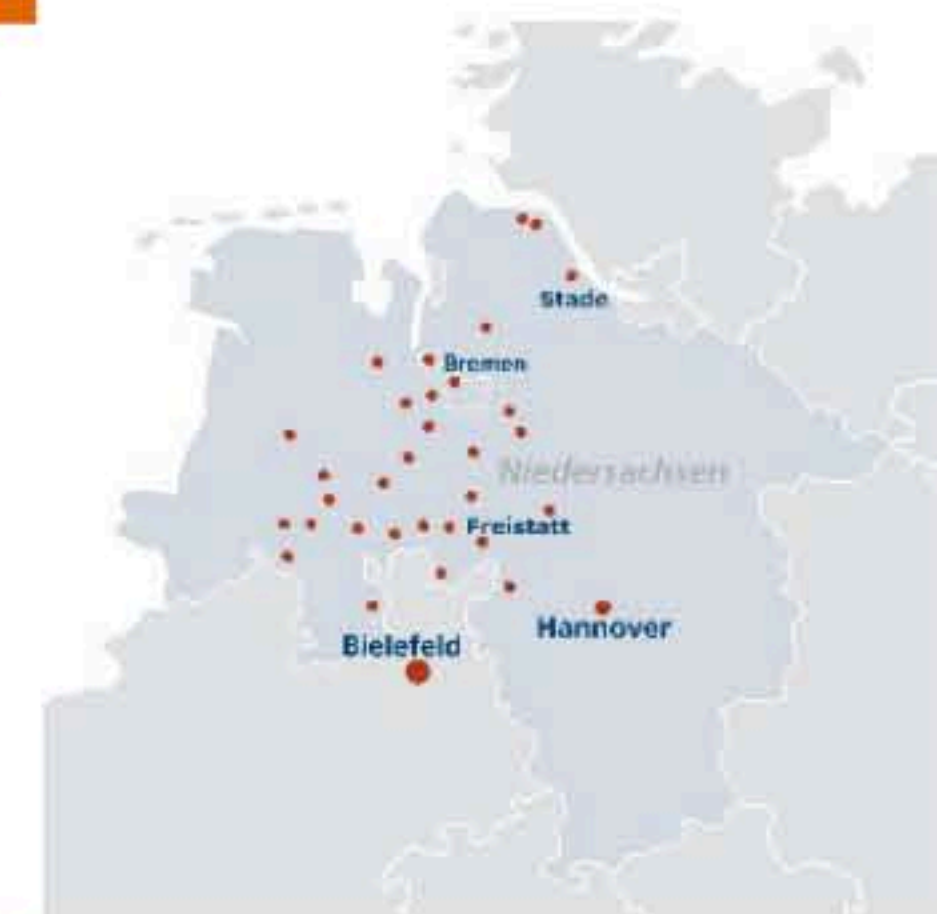 Stade
Bremen
Niedersachsen
Freistatt
Hannover
Bielefeld